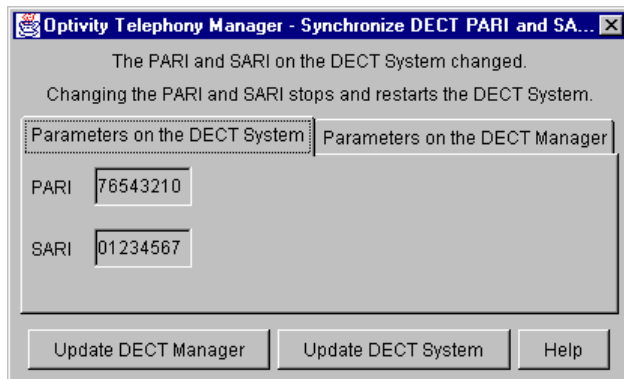 Optivity Telephony Manager - Synchronize DECT PARI and SA...
The PARI and SARI on the DECT System changed.
Changing the PARI and SARI stops and restarts the DECT System.
Parameters on the DECT System
Parameters on the DECT Manager
PARI 76543210
SARI 01234567
Update DECT Manager
Update DECT System
Help